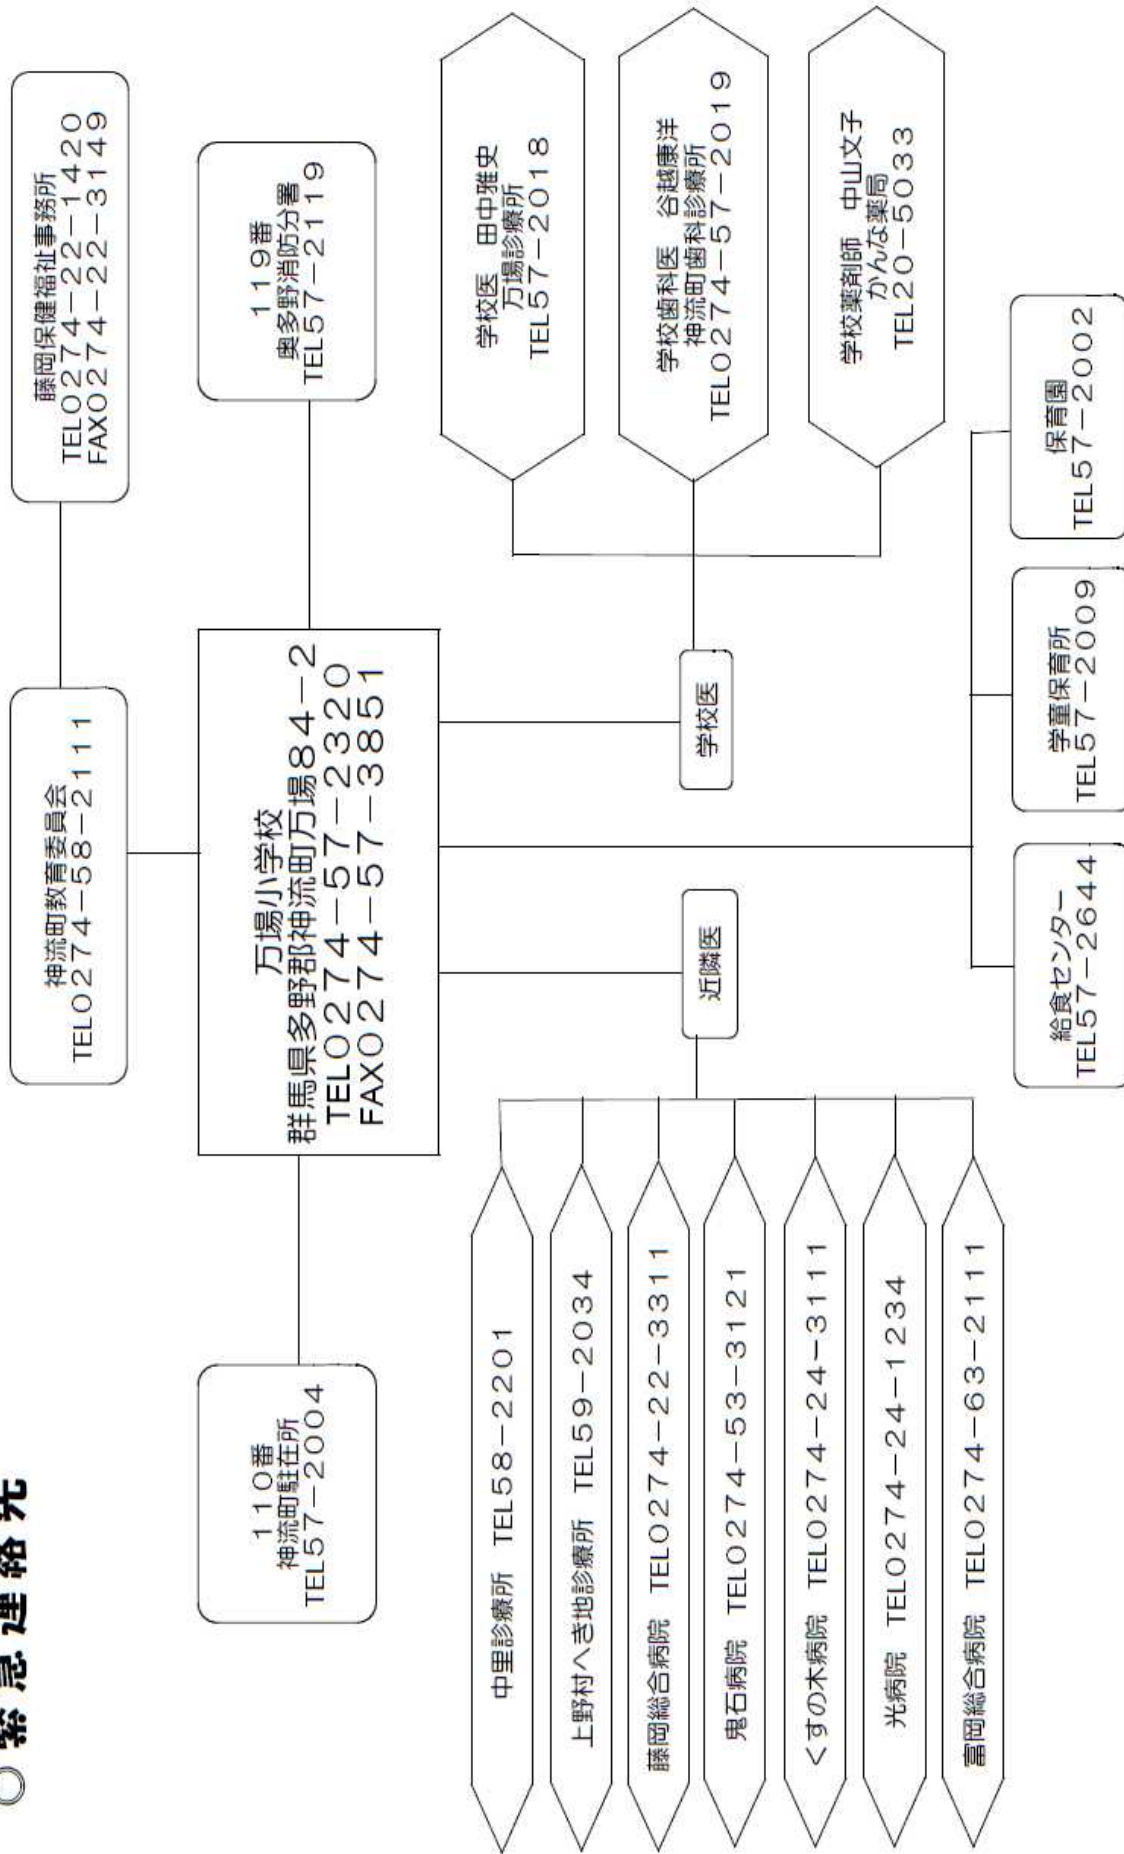 ◎緊急連絡先
神流町教育委員会
TEL0274-58-2111
藤岡保健福祉事務所
TEL0274-22-1420
FAX0274-22-3149
110番
神流町駐在所
TEL57-2004
万場小学校
群馬県多野郡神流町万場84-2
TEL0274-57-2320
FAX0274-57-3851
119番
奥多野消防分署
TEL57-2119
中里診療所 TEL58-2201
上野村へき地診療所 TEL59-2034
藤岡総合病院 TEL0274-22-3311
鬼石病院 TEL0274-53-3121
くすの木病院 TEL0274-24-3111
光病院 TEL0274-24-1234
富岡総合病院 TEL0274-63-2111
近隣医
学校医
学校医 田中雅史
万場診療所
TEL57-2018
学校歯科医 谷越康洋
神流町歯科診療所
TEL0274-57-2019
学校薬剤師 中山文子
かんな薬局
TEL20-5033
給食センター
TEL57-2644
学童保育所
TEL57-2009
保育園
TEL57-2002